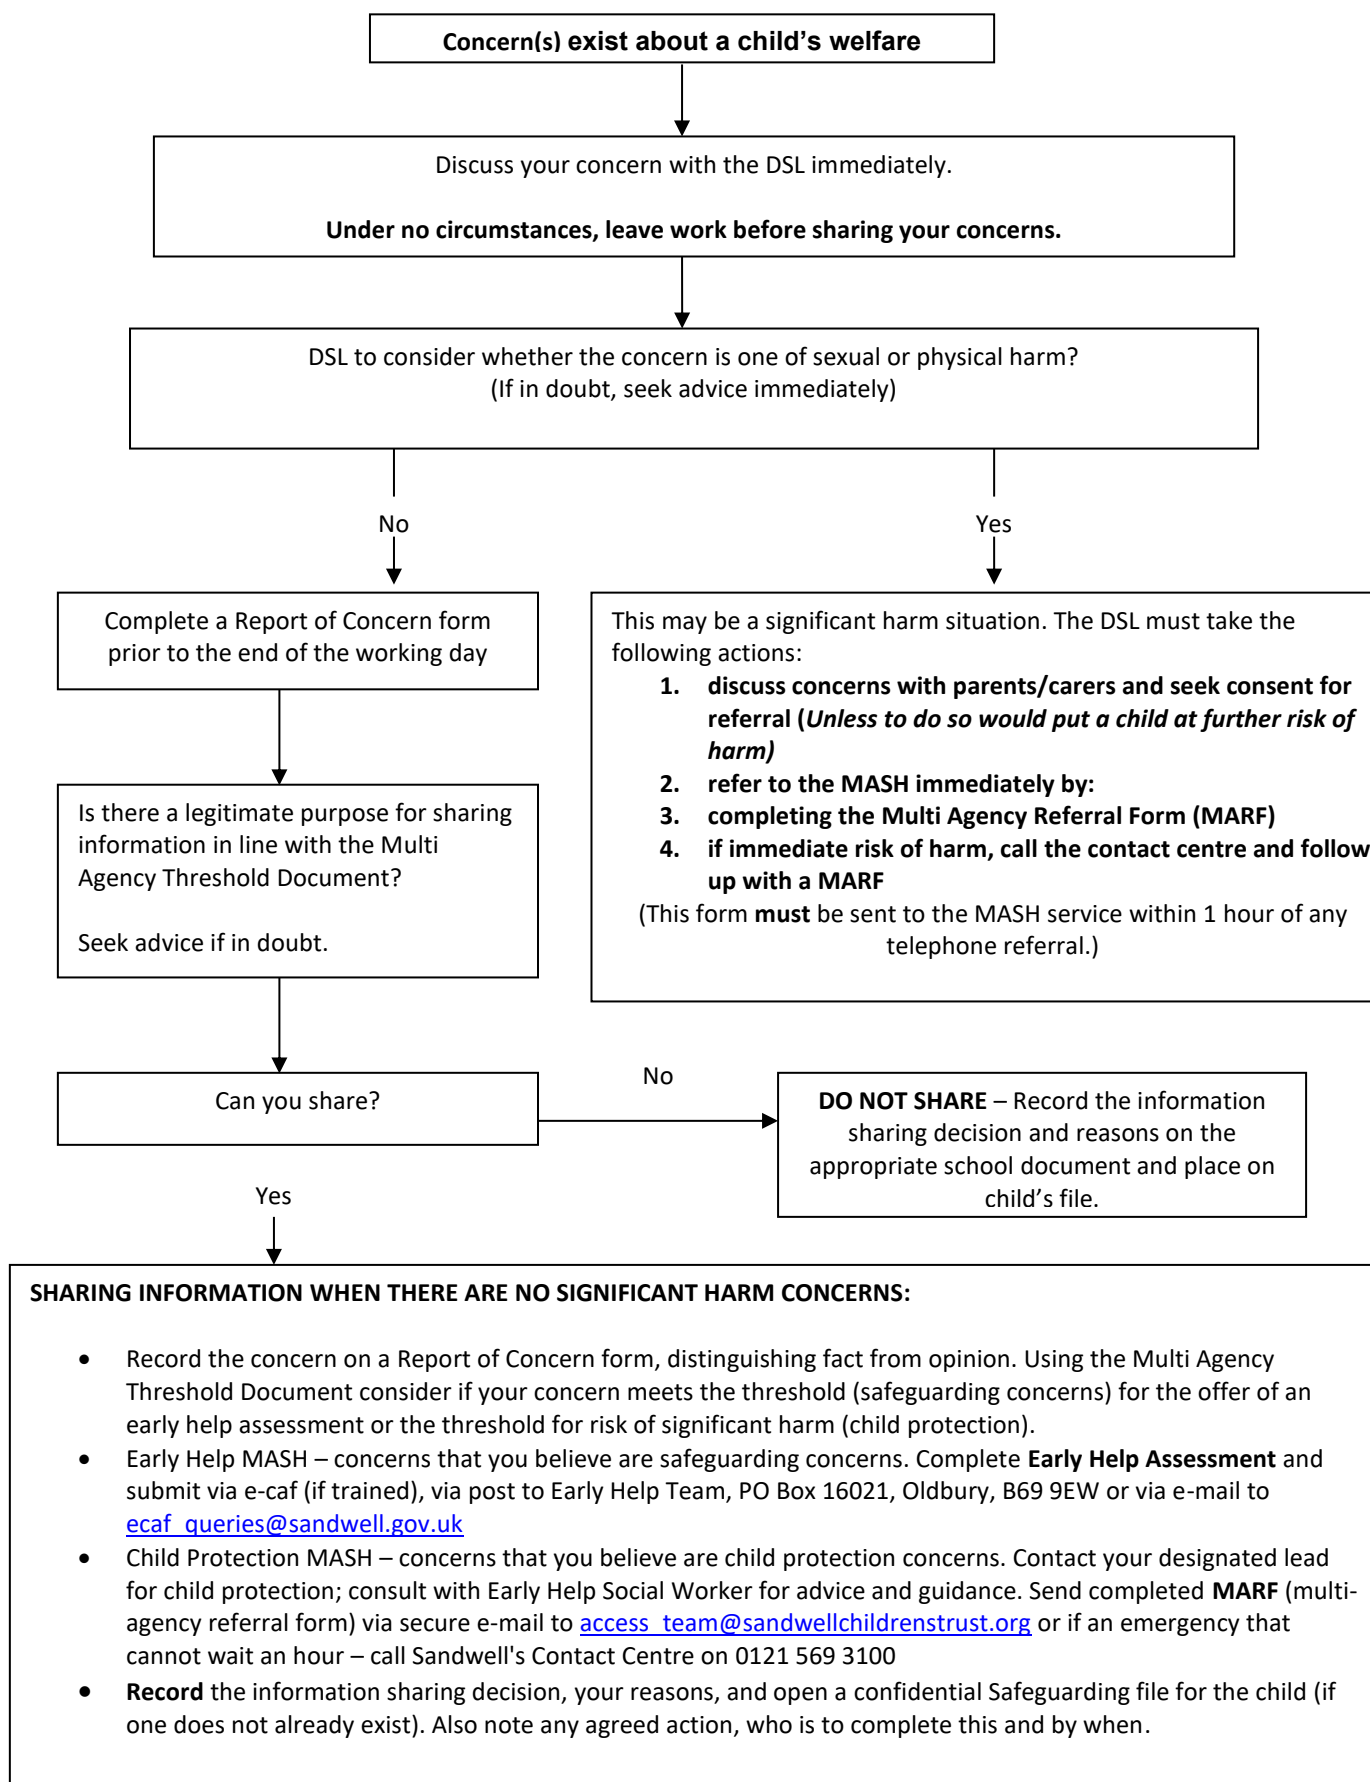 Concern(s) exist about a child's welfare
Discuss your concern with the DSL immediately.
Under no circumstances, leave work before sharing your concerns.
DSL to consider whether the concern is one of sexual or physical harm?
(If in doubt, seek advice immediately)
No
Yes
Complete a Report of Concern form
prior to the end of the working day
This may be a significant harm situation. The DSL must take the
following actions:
1. discuss concerns with parents/carers and seek consent for
referral (Unless to do so would put a child at further risk of
harm)
2. refer to the MASH immediately by:
3. completing the Multi Agency Referral Form (MARF)
4. if immediate risk of harm, call the contact centre and follow
up with a MARF
(This form must be sent to the MASH service within 1 hour of any
telephone referral.)
Is there a legitimate purpose for sharing
information in line with the Multi
Agency Threshold Document?
Seek advice if in doubt.
Can you share?
No
DO NOT SHARE – Record the information
sharing decision and reasons on the
appropriate school document and place on
child's file.
Yes
SHARING INFORMATION WHEN THERE ARE NO SIGNIFICANT HARM CONCERNS:
• Record the concern on a Report of Concern form, distinguishing fact from opinion. Using the Multi Agency
Threshold Document consider if your concern meets the threshold (safeguarding concerns) for the offer of an
early help assessment or the threshold for risk of significant harm (child protection).
• Early Help MASH – concerns that you believe are safeguarding concerns. Complete Early Help Assessment and
submit via e-caf (if trained), via post to Early Help Team, PO Box 16021, Oldbury, B69 9EW or via e-mail to
ecaf_queries@sandwell.gov.uk
• Child Protection MASH – concerns that you believe are child protection concerns. Contact your designated lead
for child protection; consult with Early Help Social Worker for advice and guidance. Send completed MARF (multi-
agency referral form) via secure e-mail to access_team@sandwellchildrenstrust.org or if an emergency that
cannot wait an hour – call Sandwell's Contact Centre on 0121 569 3100
• Record the information sharing decision, your reasons, and open a confidential Safeguarding file for the child (if
one does not already exist). Also note any agreed action, who is to complete this and by when.